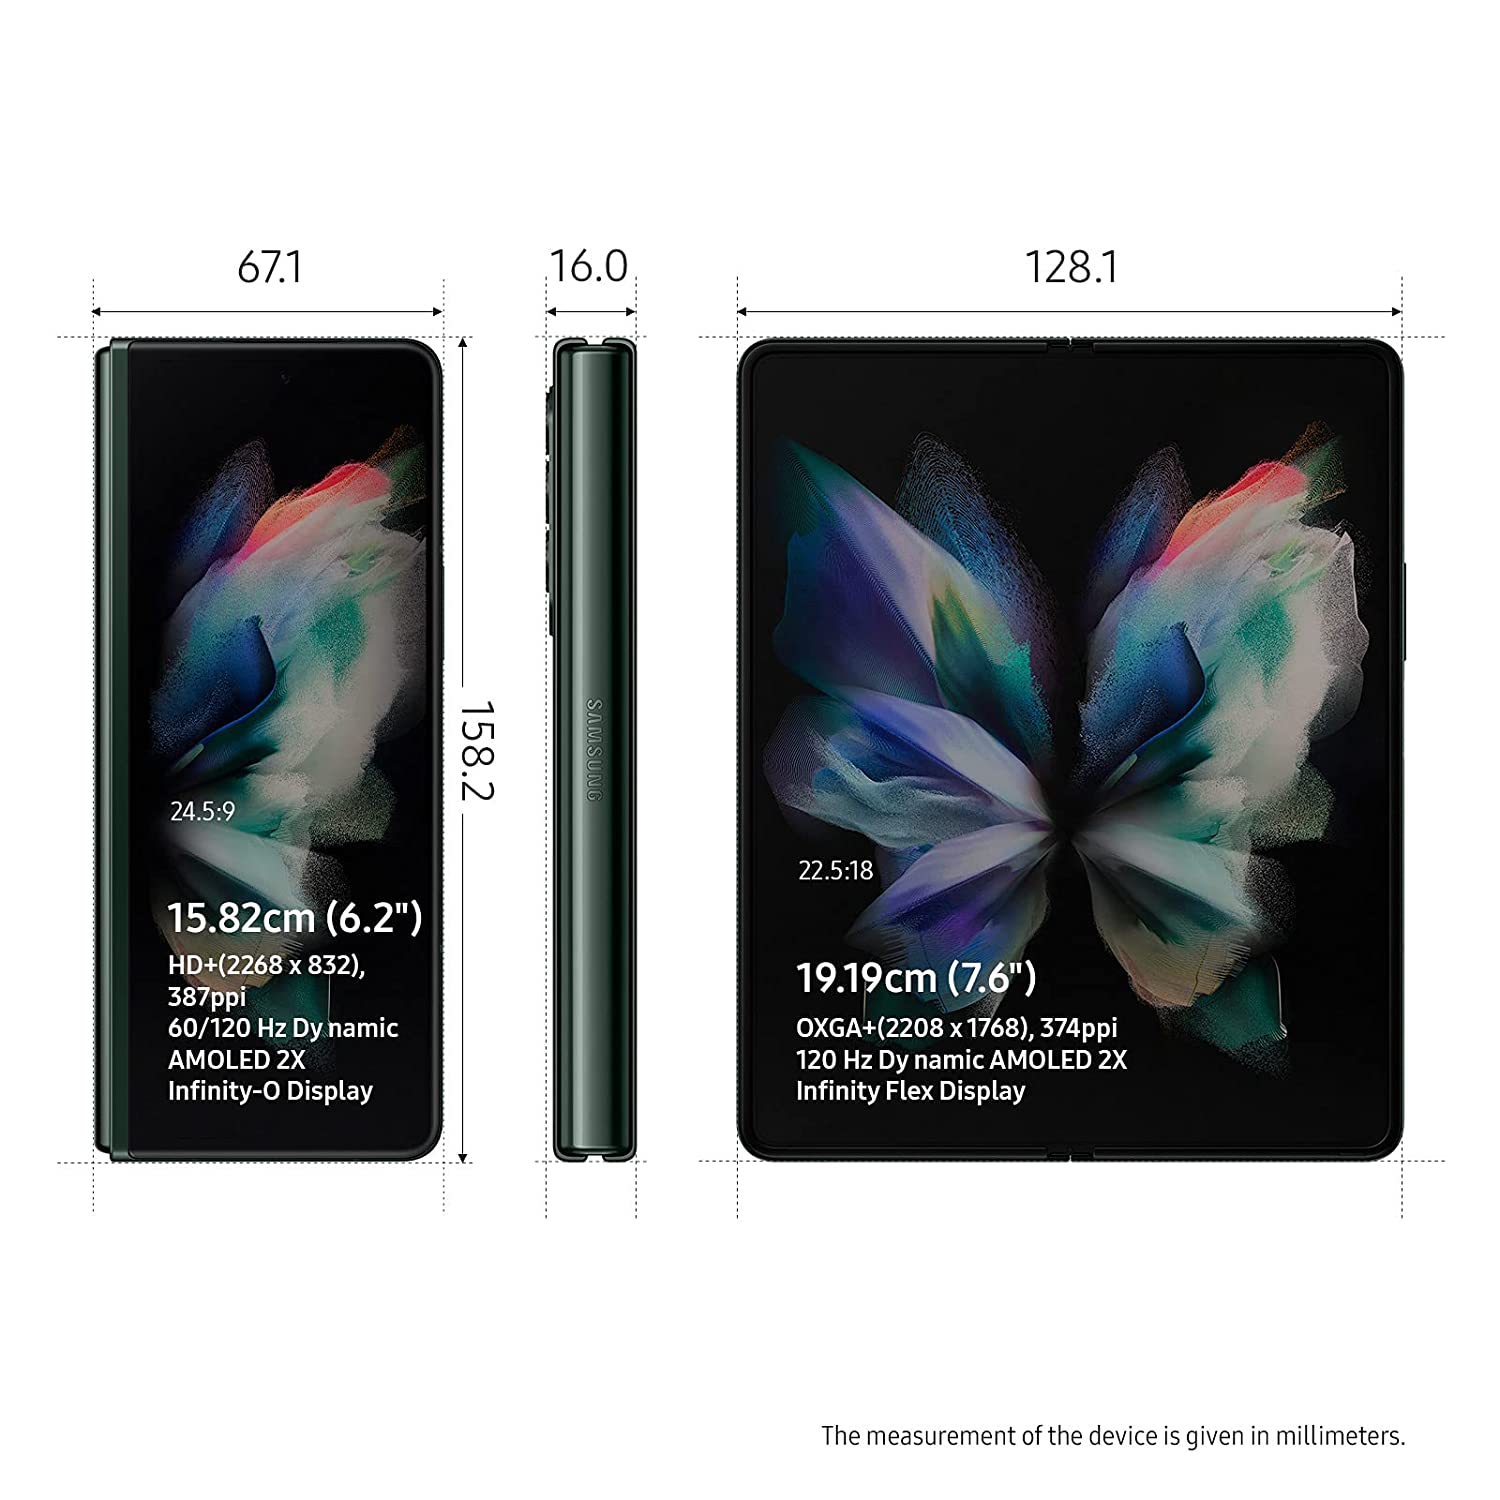 67.1
16.0
128.1
158.2
SAMSUNG
24.5:9
15.82cm (6.2")
HD+(2268 x 832),
387ppi
60/120 Hz Dy namic
AMOLED 2X
Infinity-O Display
22.5:18
19.19cm (7.6")
OXGA+(2208 x 1768), 374ppi
120 Hz Dy namic AMOLED 2X
Infinity Flex Display
The measurement of the device is given in millimeters.